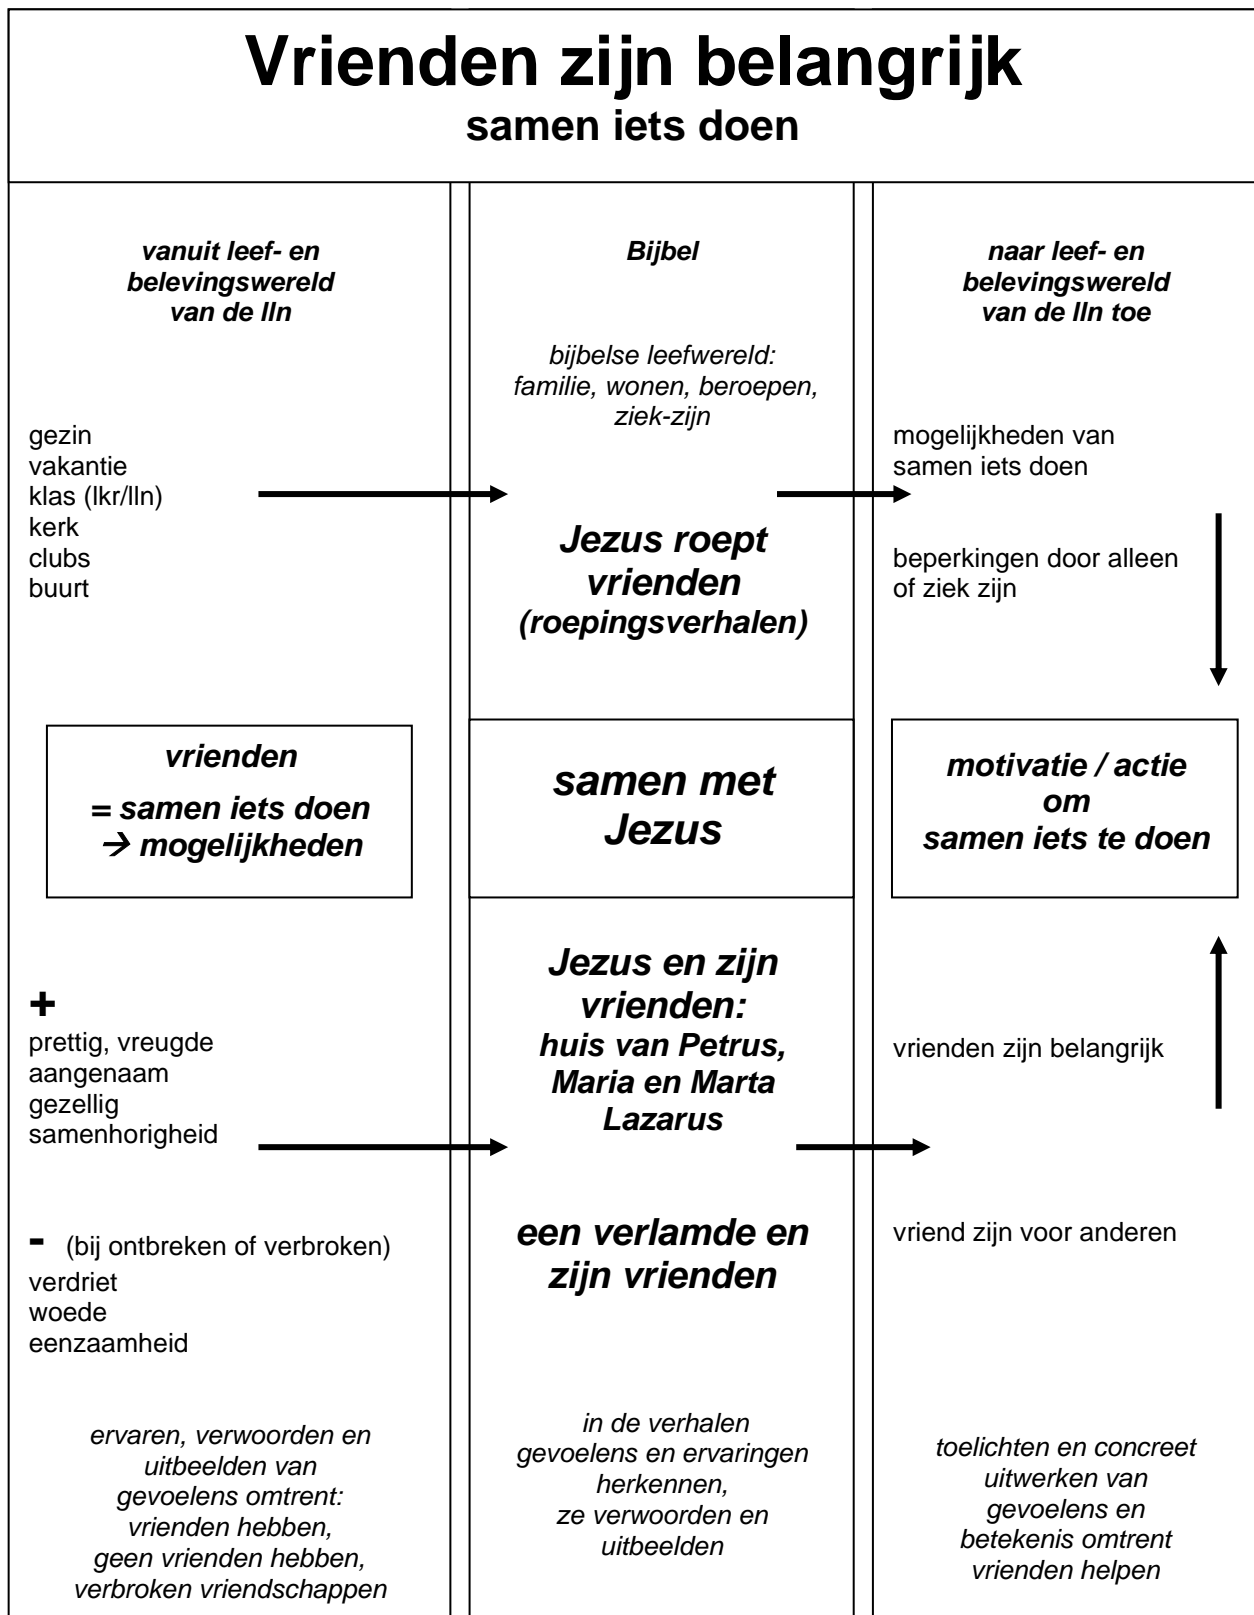 Vrienden zijn belangrijk
samen iets doen
vanuit leef- en
belevingswereld
van de lln
gezin
vakantie
klas (lkr/lln)
kerk
clubs
buurt
vrienden
= samen iets doen
→ mogelijkheden
+
prettig, vreugde
aangenaam
gezellig
samenhorigheid
- (bij ontbreken of verbroken)
verdriet
woede
eenzaamheid
ervaren, verwoorden en
uitbeelden van
gevoelens omtrent:
vrienden hebben,
geen vrienden hebben,
verbroken vriendschappen
Bijbel
bijbelse leefwereld:
familie, wonen, beroepen,
ziek-zijn
Jezus roept
vrienden
(roepingsverhalen)
samen met
Jezus
Jezus en zijn
vrienden:
huis van Petrus,
Maria en Marta
Lazarus
een verlamde en
zijn vrienden
in de verhalen
gevoelens en ervaringen
herkennen,
ze verwoorden en
uitbeelden
naar leef- en
belevingswereld
van de lln toe
mogelijkheden van
samen iets doen
beperkingen door alleen
of ziek zijn
motivatie / actie
om
samen iets te doen
vrienden zijn belangrijk
vriend zijn voor anderen
toelichten en concreet
uitwerken van
gevoelens en
betekenis omtrent
vrienden helpen